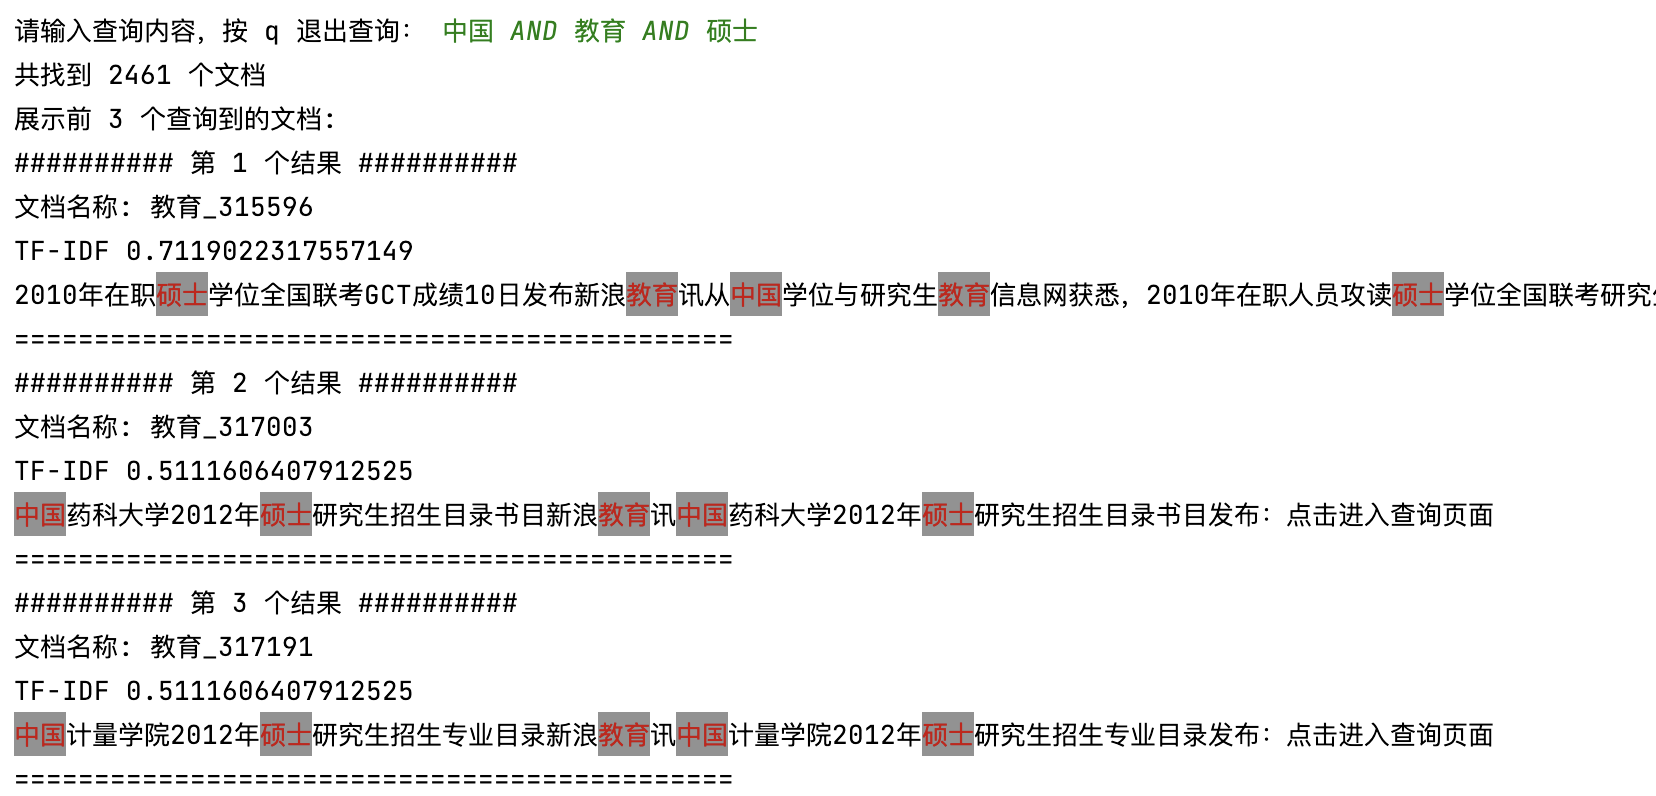 请输入查询内容，按 q 退出查询： 中国 AND 教育 AND 硕士
共找到 2461 个文档
展示前 3 个查询到的文档:
########## 第 1 个结果 ##########
文档名称: 教育_315596
TF-IDF 0.7119022317557149
2010年在职硕士学位全国联考GCT成绩10日发布新浪教育讯从中国学位与研究生教育信息网获悉，2010年在职人员攻读硕士学位全国联考研究
=============================================
########## 第 2 个结果 ##########
文档名称: 教育_317003
TF-IDF 0.5111606407912525
中国药科大学2012年硕士研究生招生目录书目新浪教育讯中国药科大学2012年硕士研究生招生目录书目发布：点击进入查询页面
=============================================
########## 第 3 个结果 ##########
文档名称: 教育_317191
TF-IDF 0.5111606407912525
中国计量学院2012年硕士研究生招生专业目录新浪教育讯中国计量学院2012年硕士研究生招生专业目录发布：点击进入查询页面
=============================================